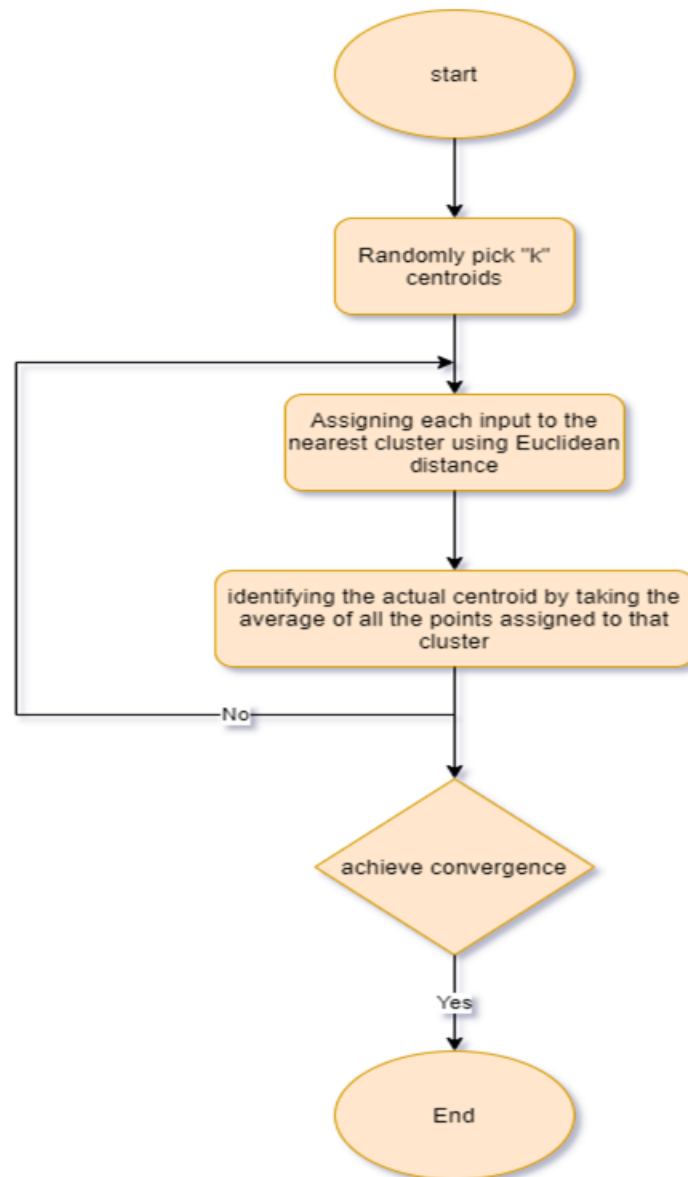 start
Randomly pick "k"
centroids
Assigning each input to the
nearest cluster using Euclidean
distance
identifying the actual centroid by taking the
average of all the points assigned to that
cluster
No
achieve convergence
Yes
End